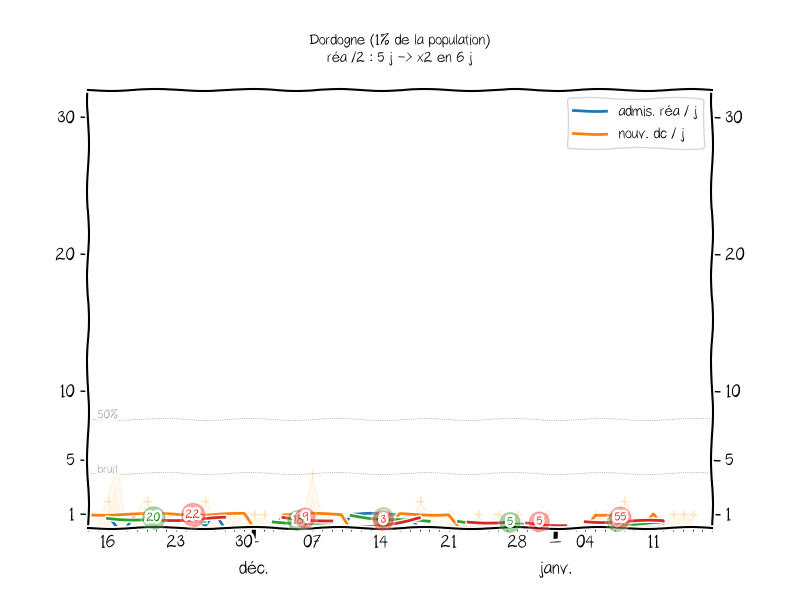 Dordogne (1% de la population)
réa /2 : 5 j -> x2 en 6 j
admis. réa / j
nouv. dc / j
30 30
20 20
10 10
50%
5 5
bruit
1 1
20 22 69 3 5 5 55
16 23 30 07 14 21 28 04 11
déc. janv.